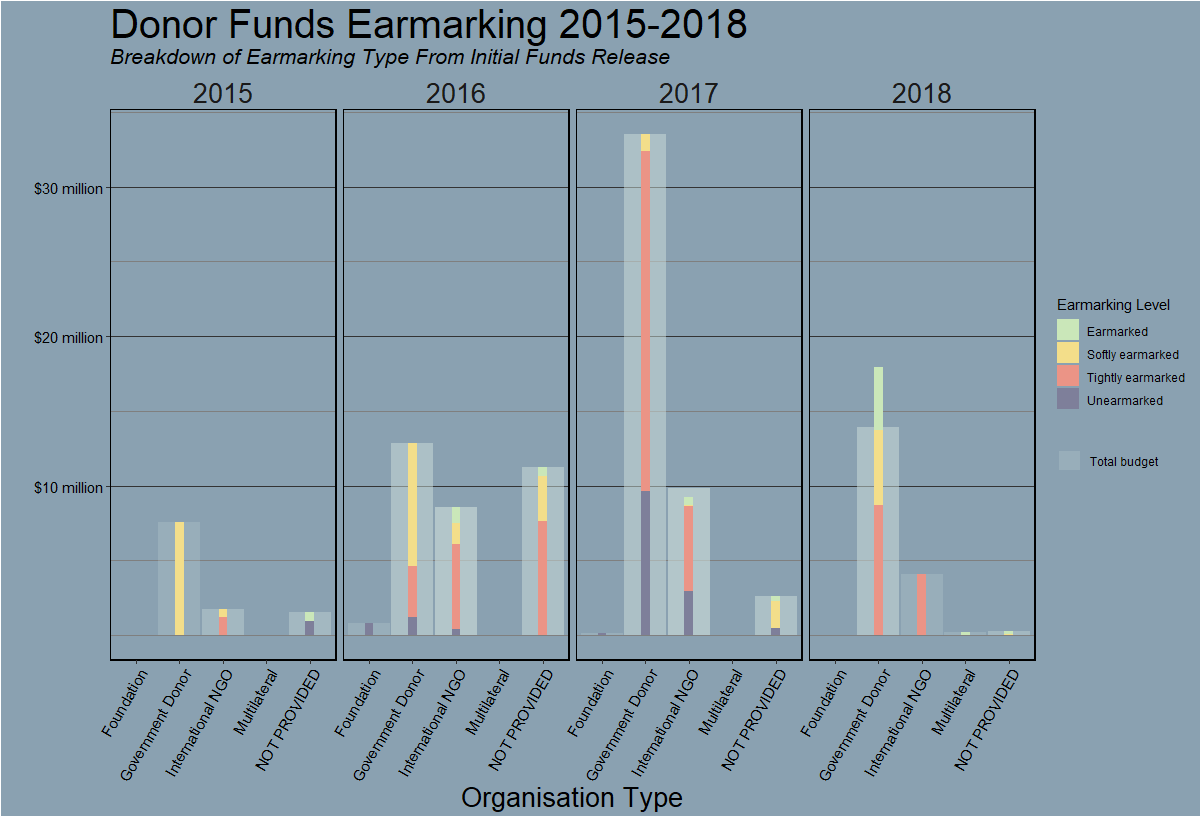 Donor Funds Earmarking 2015-2018
Breakdown of Earmarking Type From Initial Funds Release
2015 2016 2017 2018
$30 million
$20 million
$10 million
Foundation Government Donor International NGO Multilateral NOT PROVIDED
Foundation Government Donor International NGO Multilateral NOT PROVIDED
Foundation Government Donor International NGO Multilateral NOT PROVIDED
Foundation Government Donor International NGO Multilateral NOT PROVIDED
Organisation Type
Earmarking Level
Earmarked
Softly earmarked
Tightly earmarked
Unearmarked
Total budget